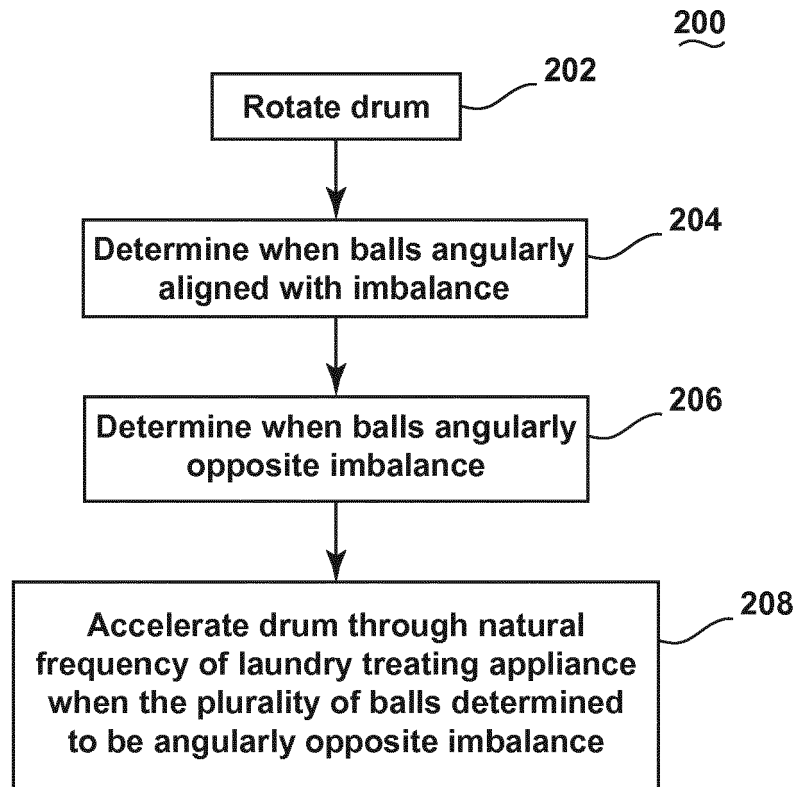 200
202
Rotate drum
204
Determine when balls angularly
aligned with imbalance
206
Determine when balls angularly
opposite imbalance
208
Accelerate drum through natural
frequency of laundry treating appliance
when the plurality of balls determined
to be angularly opposite imbalance